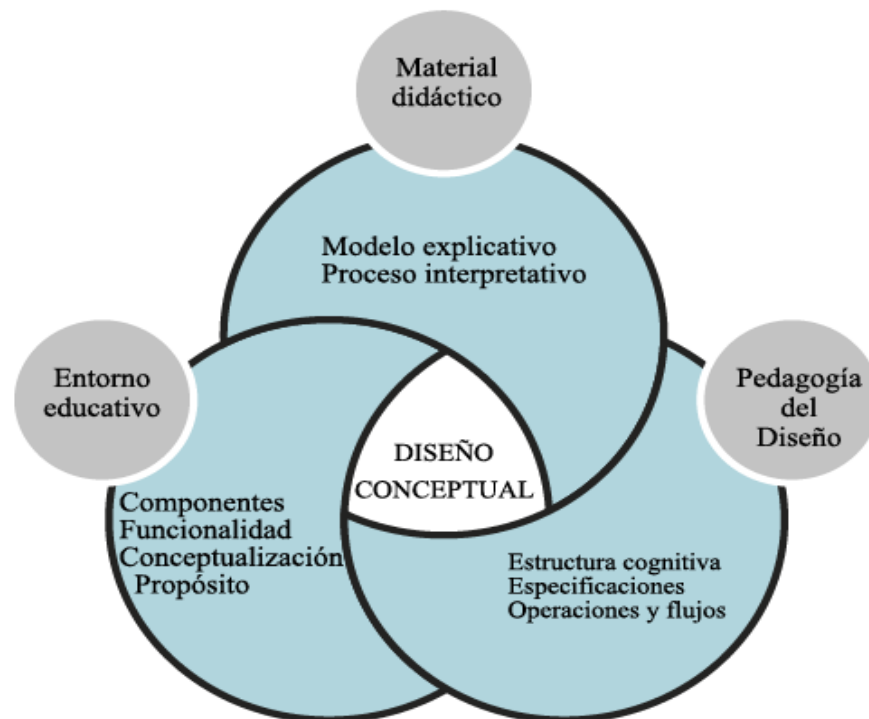 Material
didáctico
Modelo explicativo
Proceso interpretativo
Entorno
educativo
Pedagogía
del
Diseño
DISEÑO
CONCEPTUAL
Componentes
Funcionalidad
Conceptualización
Propósito
Estructura cognitiva
Especificaciones
Operaciones y flujos